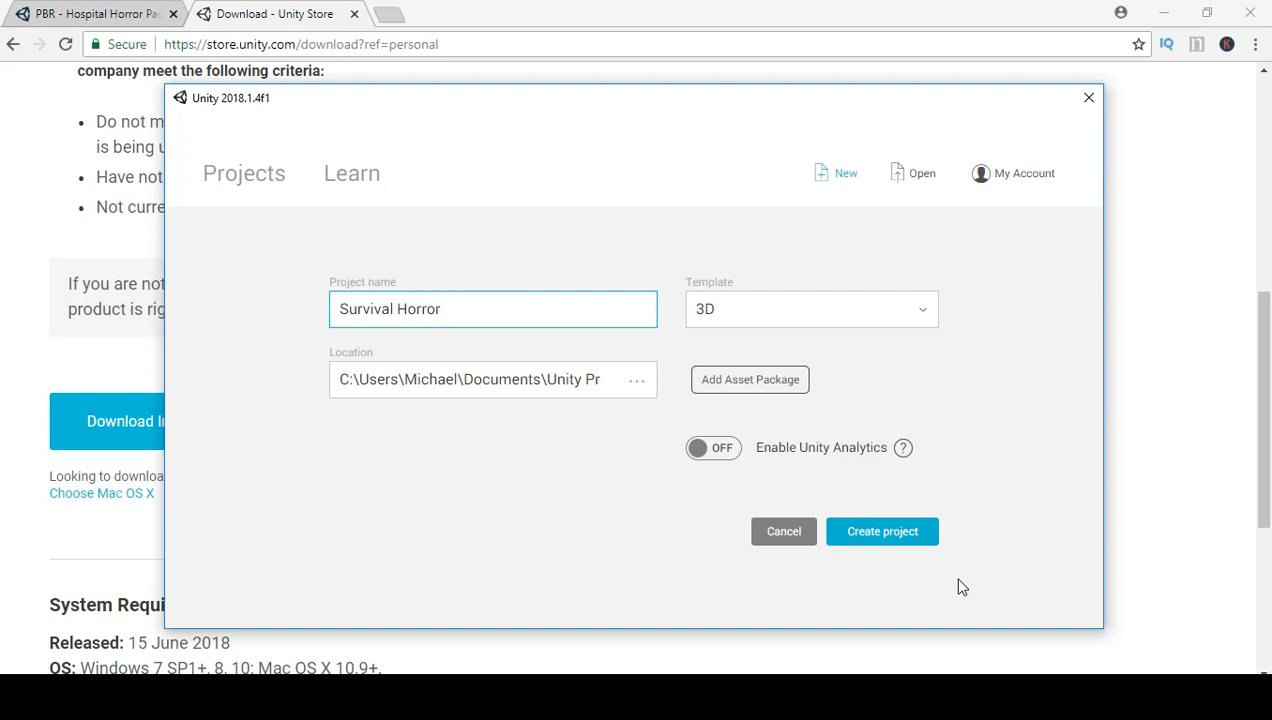 PBR - Hospital Horror Pa
Download - Unity Store
Secure
https://store.unity.com/download?ref=personal
company meet the following criteria:
Do not m
is being u
Have not
Not curre
If you are not
product is rig
Download In
Looking to downloa
Choose Mac OS X
System Requi
Released: 15 June 2018
OS: Windows 7 SP1+, 8, 10; Mac OS X 10.9+.
Unity 2018.1.4f1
Projects
Learn
New
Open
My Account
Project name
Survival Horror
Template
3D
Location
C:\Users\Michael\Documents\Unity Pr
...
Add Asset Package
OFF
Enable Unity Analytics
?
Cancel
Create project
IQ
n
K